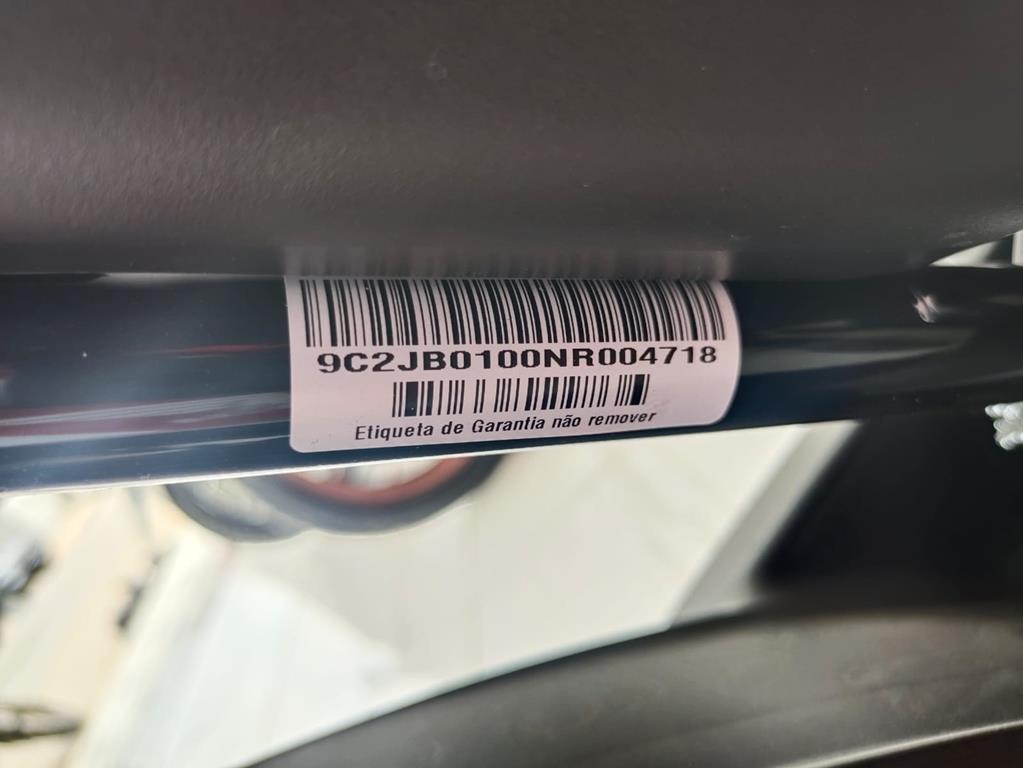 9C2JB0100NR004718
Etiqueta de Garantia não remover